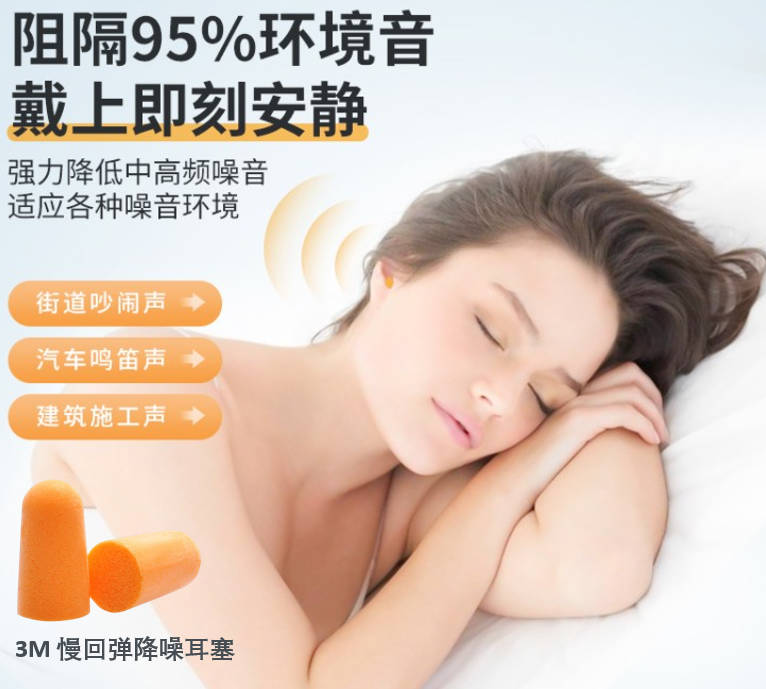 阻隔95%环境音
戴上即刻安静
强力降低中高频噪音
适应各种噪音环境
街道吵闹声
汽车鸣笛声
建筑施工声
3M 慢回弹降噪耳塞